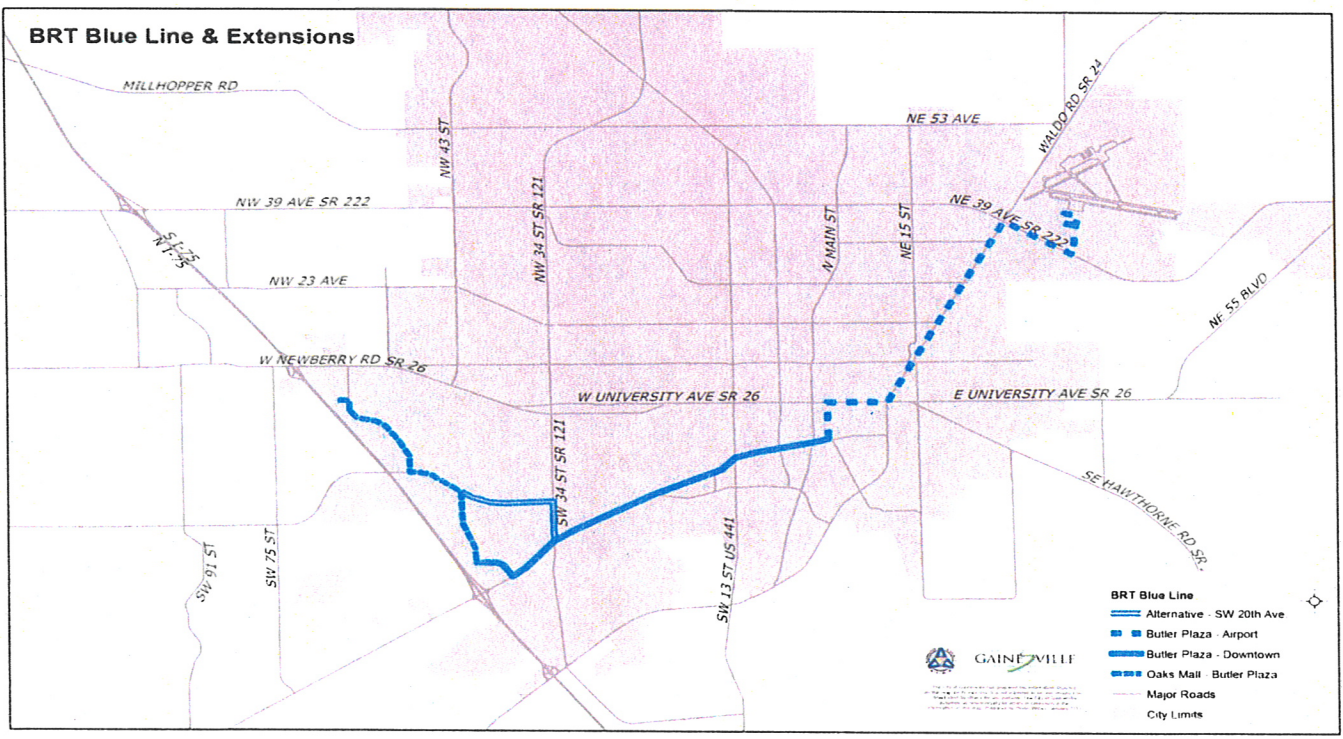 BRT Blue Line & Extensions
MILLHOPPER RD
NW 43 ST
NE 53 AVE
WALDO RD SR 24
NW 39 AVE SR 222
NW 34 ST SR 121
N MAIN ST
NE 15 ST
NE 39 AVE SR 222
S I-75
N I-75
NW 23 AVE
NE 55 BLVD
W NEWBERRY RD SR 26
W UNIVERSITY AVE SR 26
E UNIVERSITY AVE SR 26
SW 34 ST SR 121
SE HAWTHORNE RD SR
SW 91 ST
SW 75 ST
SW 13 ST US 441
BRT Blue Line
Alternative - SW 20th Ave
Butler Plaza - Airport
Butler Plaza - Downtown
Oaks Mall - Butler Plaza
Major Roads
City Limits
GAINESVILLE